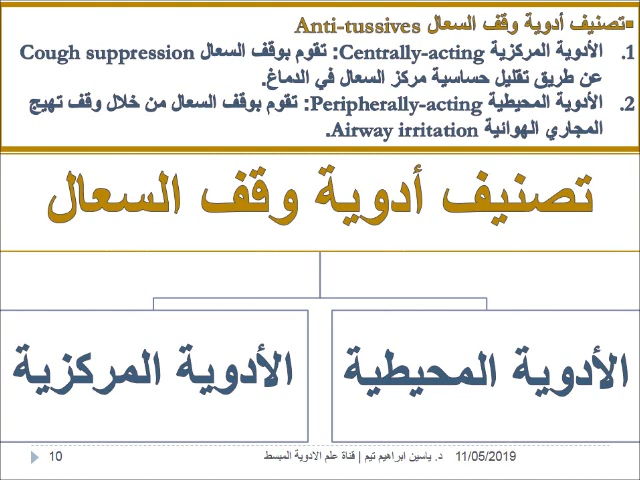 ▪تصنيف أدوية وقف السعال Anti-tussives
1. الأدوية المركزية Centrally-acting: تقوم بوقف السعال Cough suppression
عن طريق تقليل حساسية مركز السعال في الدماغ.
2. الأدوية المحيطية Peripherally-acting: تقوم بوقف السعال من خلال وقف تهيج
المجاري الهوائية Airway irritation.
تصنيف أدوية وقف السعال
الأدوية المحيطية
الأدوية المركزية
11/05/2019
د. ياسين ابراهيم تيم | قناة علم الادوية المبسط
10